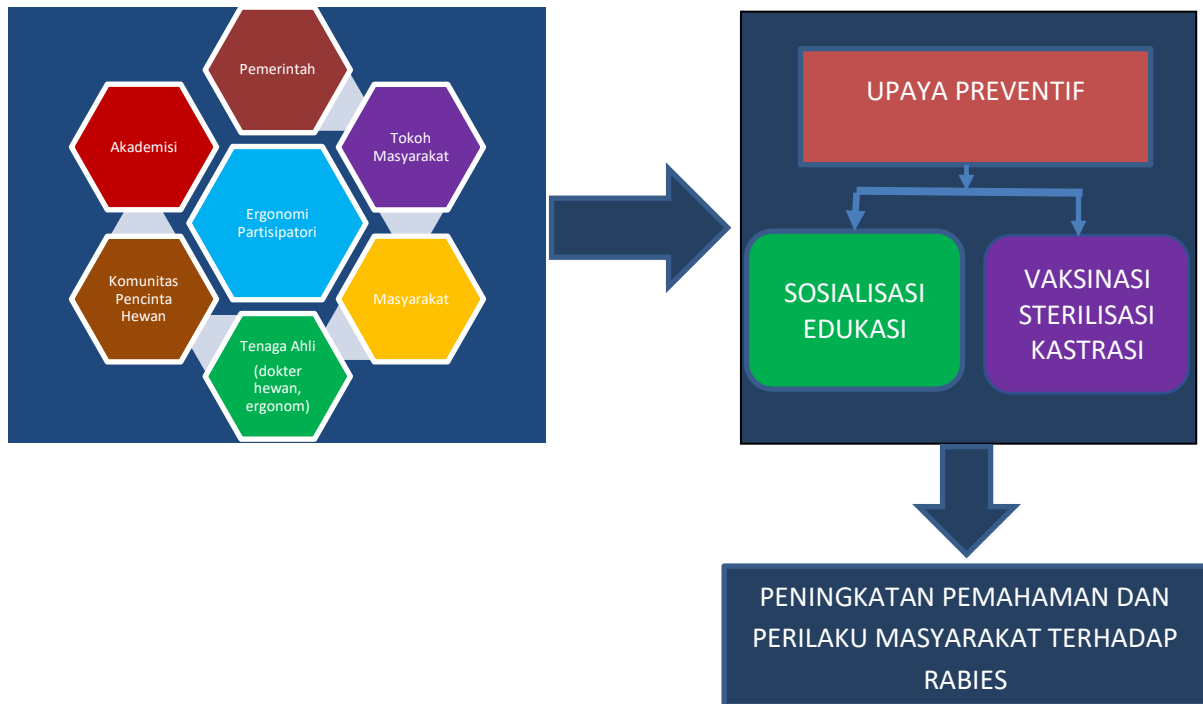 Pemerintah
Tokoh
Masyarakat
Akademisi
Ergonomi
Partisipatori
Komunitas
Pencinta
Hewan
Masyarakat
Tenaga Ahli
(dokter
hewan,
ergonom)
UPAYA PREVENTIF
SOSIALISASI
EDUKASI
VAKSINASI
STERILISASI
KASTRASI
PENINGKATAN PEMAHAMAN DAN
PERILAKU MASYARAKAT TERHADAP
RABIES